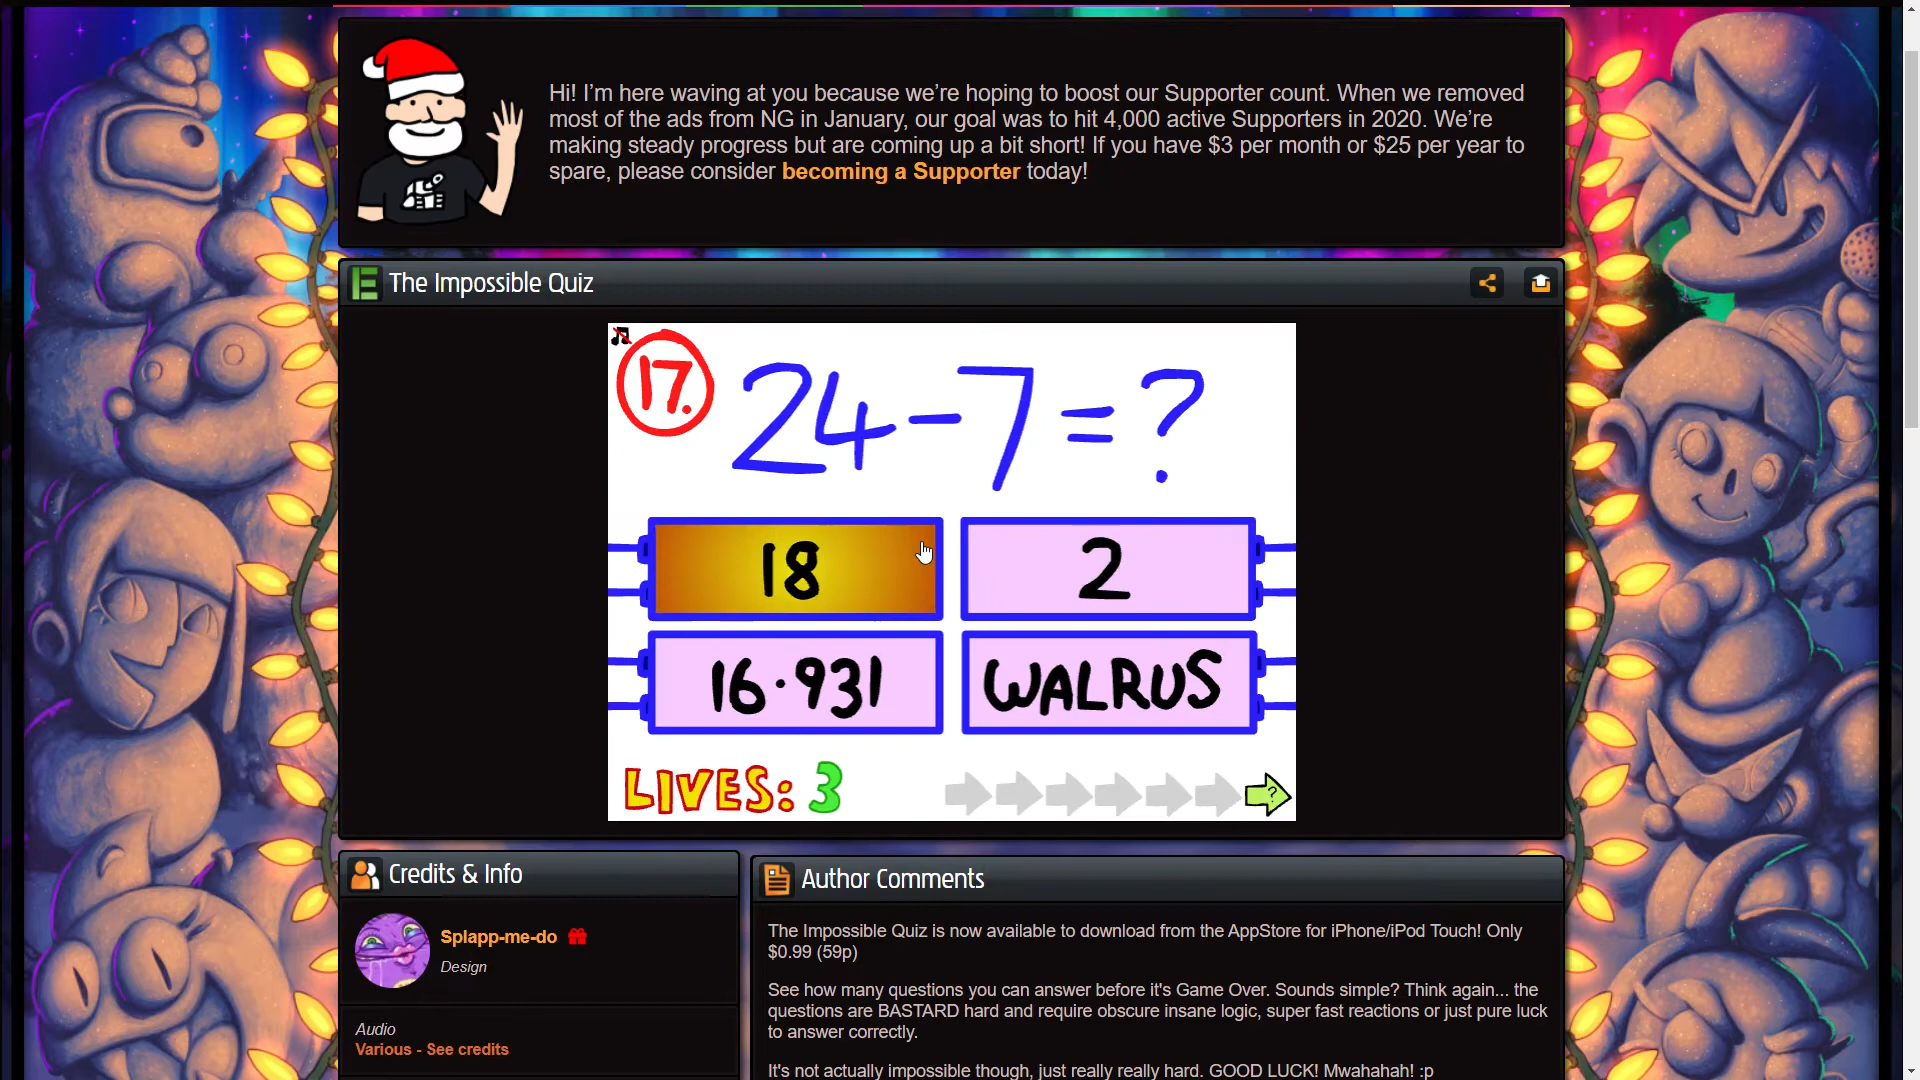 Hi! I'm here waving at you because we're hoping to boost our Supporter count. When we removed
most of the ads from NG in January, our goal was to hit 4,000 active Supporters in 2020. We're
making steady progress but are coming up a bit short! If you have $3 per month or $25 per year to
spare, please consider becoming a Supporter today!
The Impossible Quiz
17. 24-7=?
18
2
16·931
WALRUS
LIVES: 3
?
Credits & Info
Splapp-me-do
Design
Audio
Various - See credits
Author Comments
The Impossible Quiz is now available to download from the AppStore for iPhone/iPod Touch! Only
$0.99 (59p)
See how many questions you can answer before it's Game Over. Sounds simple? Think again... the
questions are BASTARD hard and require obscure insane logic, super fast reactions or just pure luck
to answer correctly.
It's not actually impossible though, just really really hard. GOOD LUCK! Mwahahah! :p